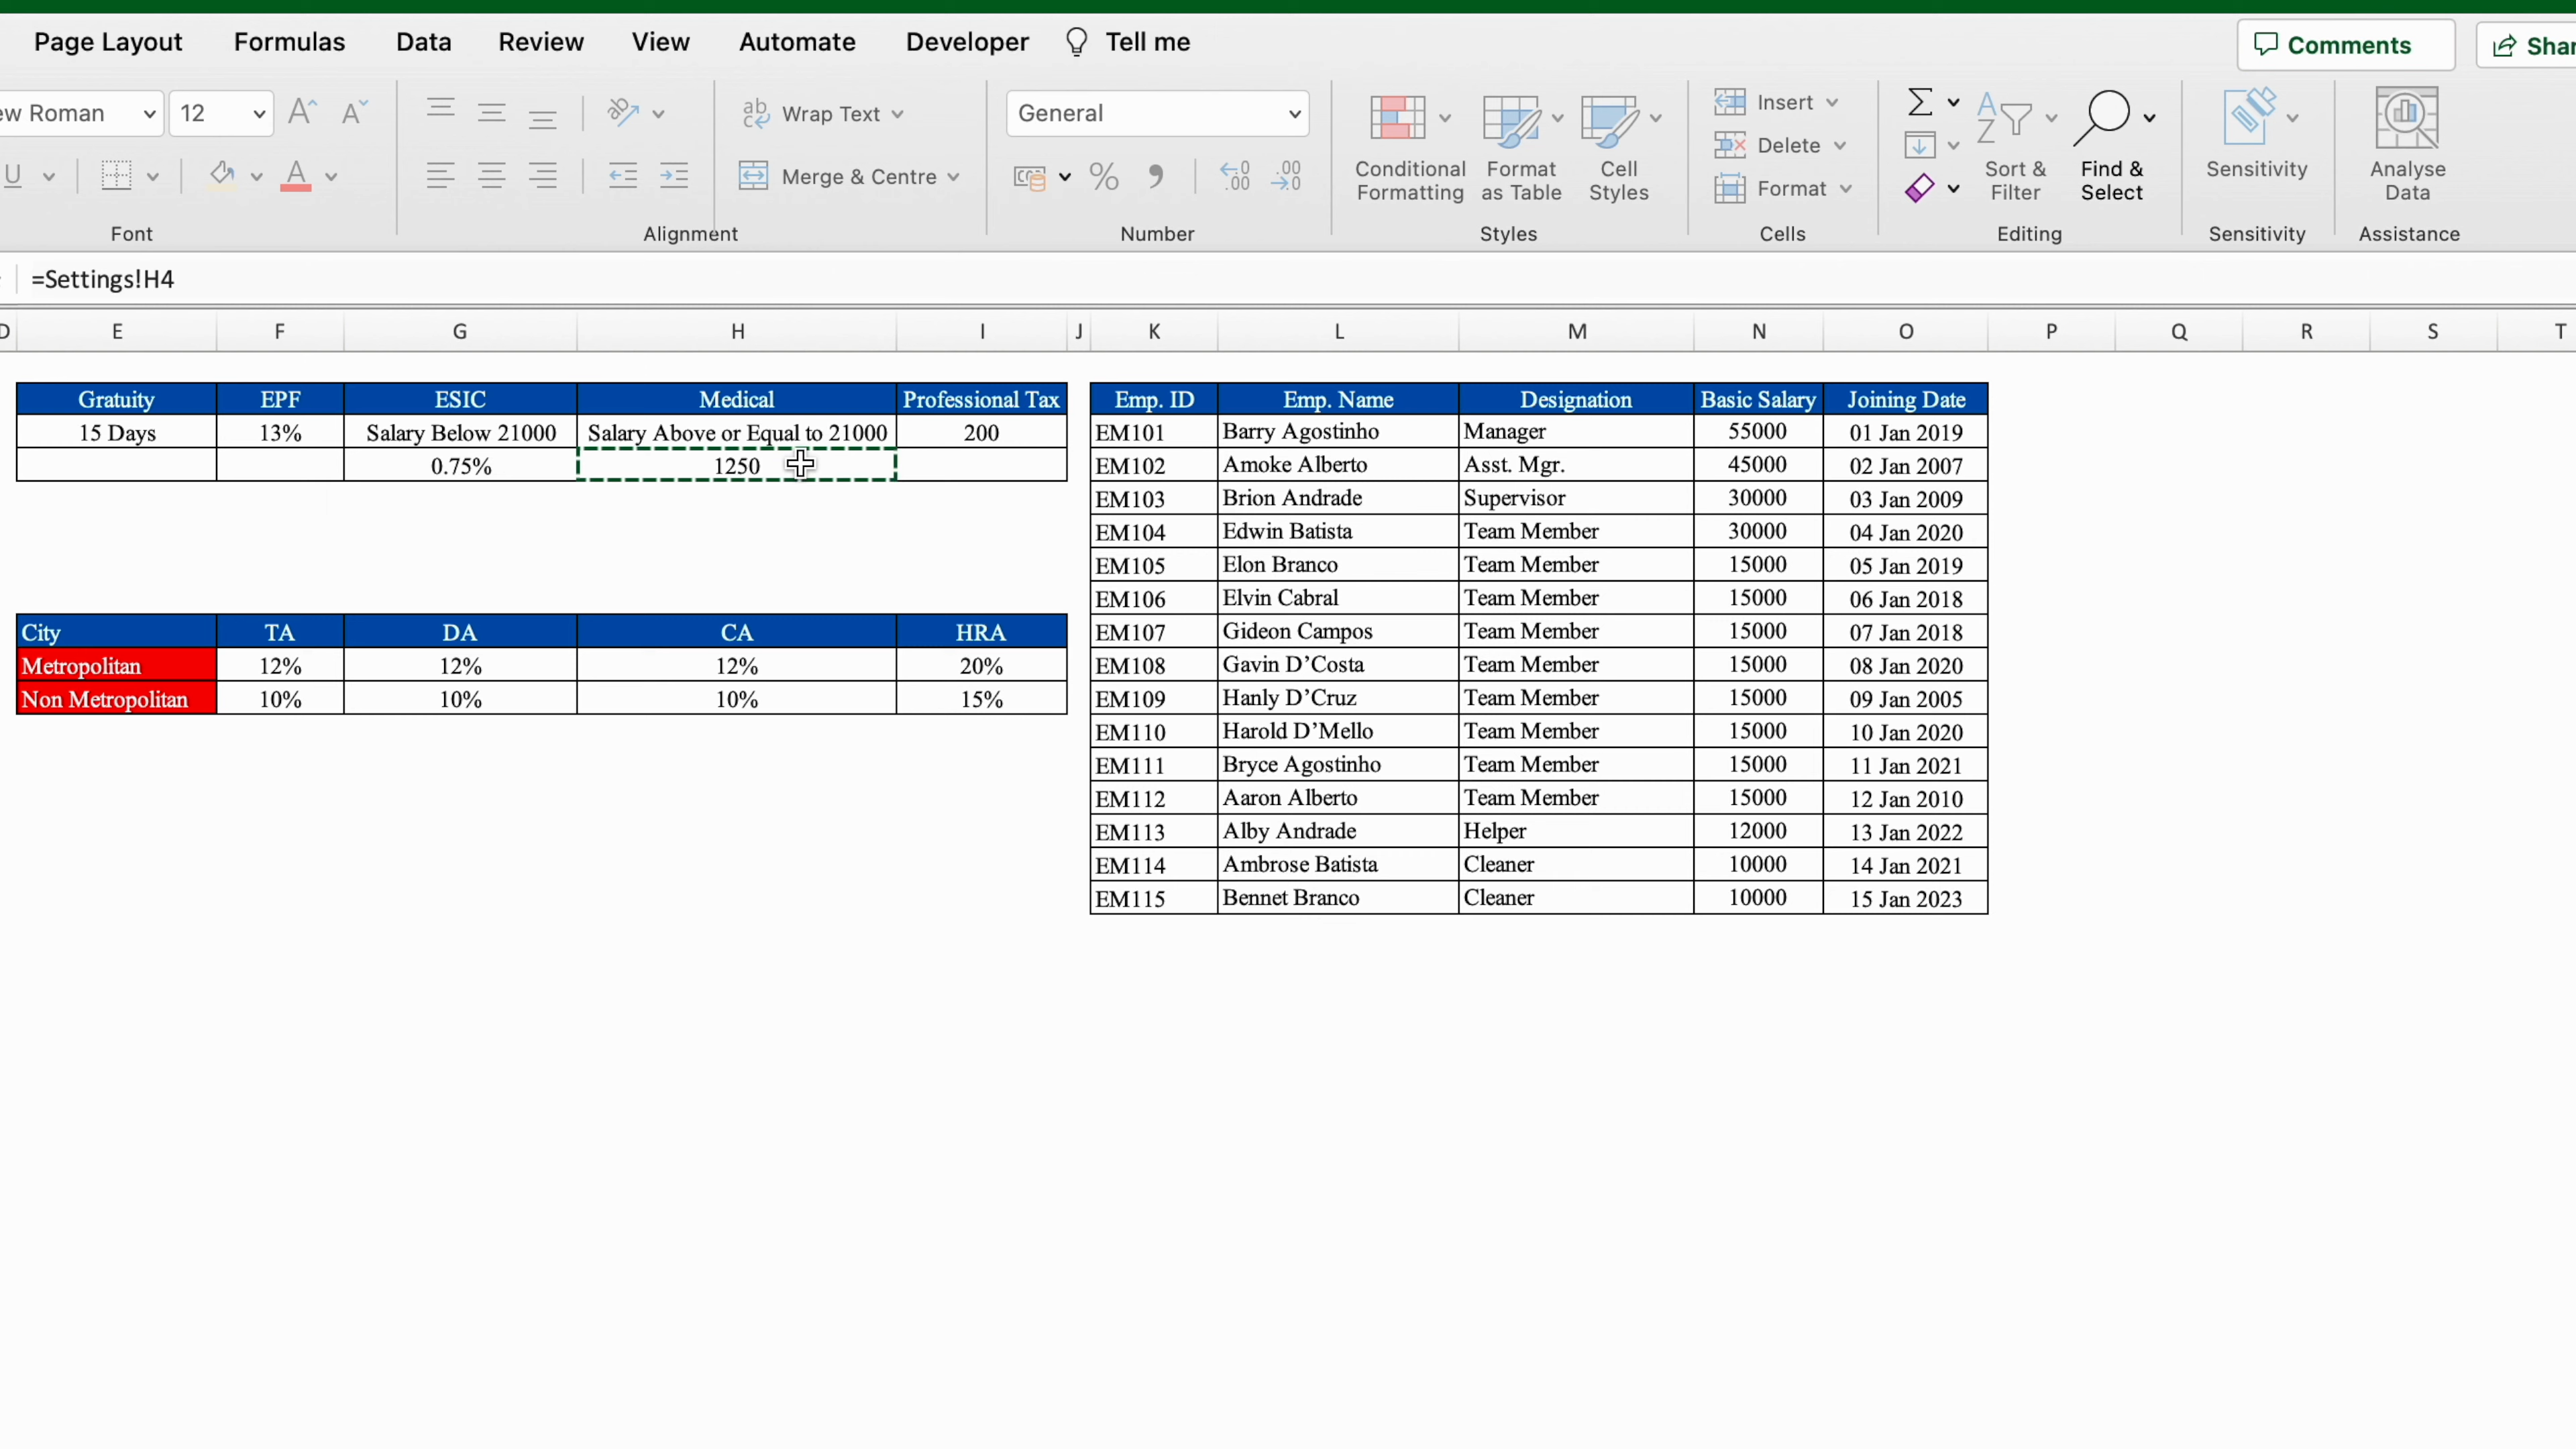 Page Layout Formulas Data Review View Automate Developer Tell me Comments Shar
ew Roman 12 Wrap Text General Insert
Delete
Merge & Centre Format
Conditional Formatting Format as Table Cell Styles Sort & Filter Find & Select Sensitivity Analyse Data
Font Alignment Number Styles Cells Editing Sensitivity Assistance
=Settings!H4
D E F G H I J K L M N O P Q R S T
Gratuity EPF ESIC Medical Professional Tax
15 Days 13% Salary Below 21000 Salary Above or Equal to 21000 200
0.75% 1250
City TA DA CA HRA
Metropolitan 12% 12% 12% 20%
Non Metropolitan 10% 10% 10% 15%
Emp. ID Emp. Name Designation Basic Salary Joining Date
EM101 Barry Agostinho Manager 55000 01 Jan 2019
EM102 Amoke Alberto Asst. Mgr. 45000 02 Jan 2007
EM103 Brion Andrade Supervisor 30000 03 Jan 2009
EM104 Edwin Batista Team Member 30000 04 Jan 2020
EM105 Elon Branco Team Member 15000 05 Jan 2019
EM106 Elvin Cabral Team Member 15000 06 Jan 2018
EM107 Gideon Campos Team Member 15000 07 Jan 2018
EM108 Gavin D’Costa Team Member 15000 08 Jan 2020
EM109 Hanly D’Cruz Team Member 15000 09 Jan 2005
EM110 Harold D’Mello Team Member 15000 10 Jan 2020
EM111 Bryce Agostinho Team Member 15000 11 Jan 2021
EM112 Aaron Alberto Team Member 15000 12 Jan 2010
EM113 Alby Andrade Helper 12000 13 Jan 2022
EM114 Ambrose Batista Cleaner 10000 14 Jan 2021
EM115 Bennet Branco Cleaner 10000 15 Jan 2023